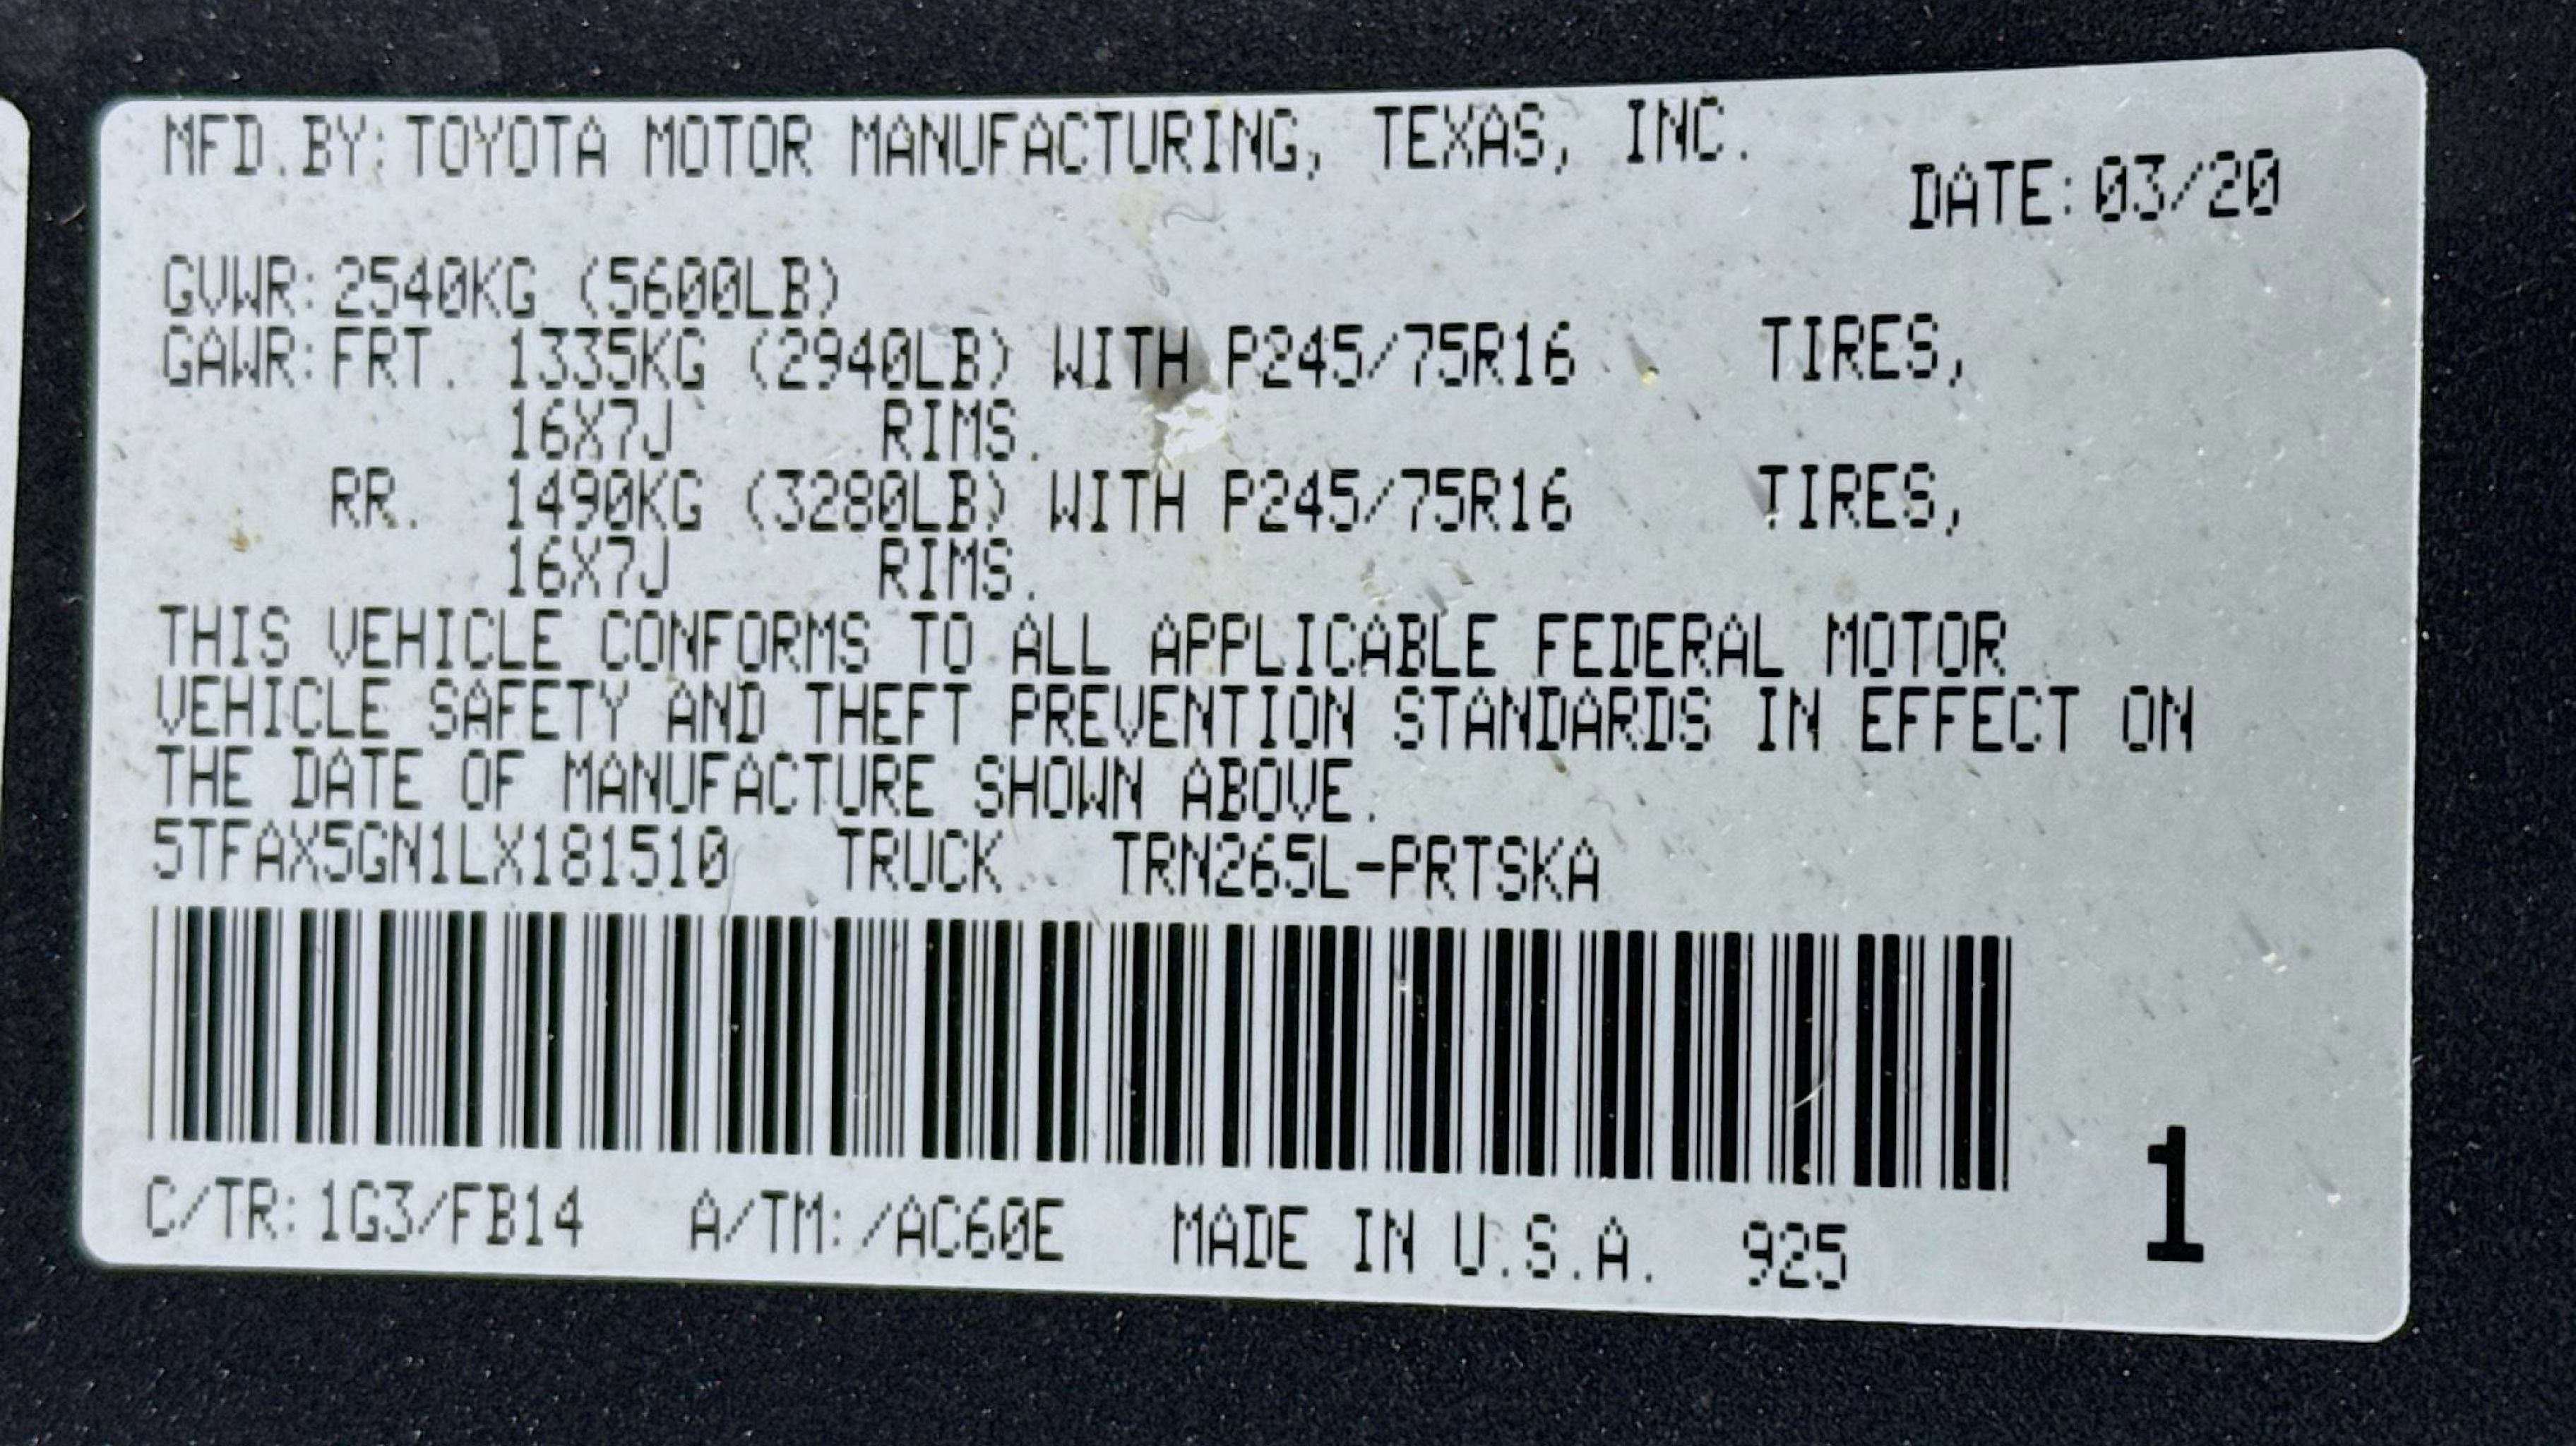 MFD.BY:TOYOTA MOTOR MANUFACTURING, TEXAS, INC.
DATE:03/20
GVWR:2540KG (5600LB)
GAWR:FRT. 1335KG (2940LB) WITH P245/75R16 TIRES,
16X7J RIMS.
RR. 1490KG (3280LB) WITH P245/75R16 TIRES,
16X7J RIMS.
THIS VEHICLE CONFORMS TO ALL APPLICABLE FEDERAL MOTOR
VEHICLE SAFETY AND THEFT PREVENTION STANDARDS IN EFFECT ON
THE DATE OF MANUFACTURE SHOWN ABOVE.
5TFAX5GN1LX181510 TRUCK TRN265L-PRTSKA
C/TR:1G3/FB14 A/TM:/AC60E MADE IN U.S.A. 925
1